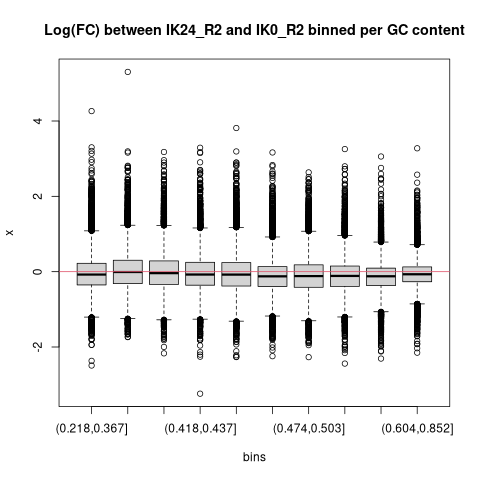 Log(FC) between IK24_R2 and IK0_R2 binned per GC content
4
2
0
-2
x
(0.218,0.367] (0.418,0.437] (0.474,0.503] (0.604,0.852]
bins